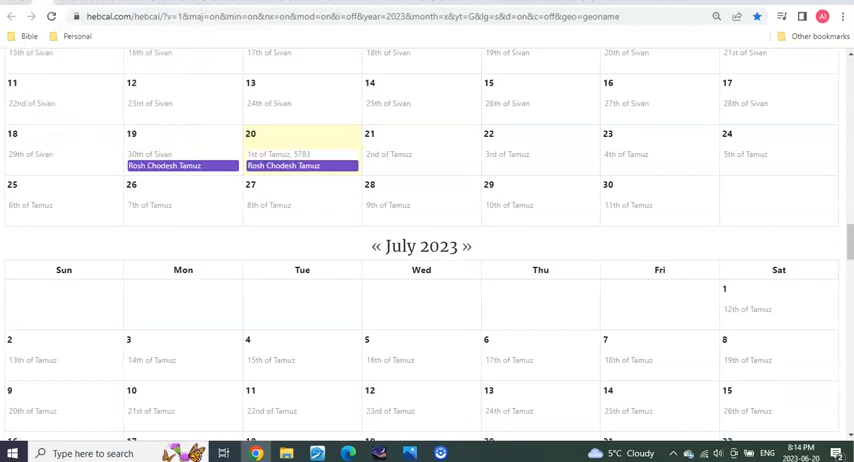 hebcal.com/hebcal/?v=1&maj=on&min=on&nx=on&mod=on&i=off&year=2023&month=x&yt=G&lg=s&d=on&c=off&geo=geoname
AI
Bible Personal Other bookmarks
15th of Sivan 16th of Sivan 17th of Sivan 18th of Sivan 19th of Sivan 20th of Sivan 21st of Sivan
11 12 13 14 15 16 17
22nd of Sivan 23rd of Sivan 24th of Sivan 25th of Sivan 26th of Sivan 27th of Sivan 28th of Sivan
18 19 20 21 22 23 24
29th of Sivan 30th of Sivan 1st of Tamuz, 5783 2nd of Tamuz 3rd of Tamuz 4th of Tamuz 5th of Tamuz
Rosh Chodesh Tamuz Rosh Chodesh Tamuz
25 26 27 28 29 30
6th of Tamuz 7th of Tamuz 8th of Tamuz 9th of Tamuz 10th of Tamuz 11th of Tamuz
« July 2023 »
Sun Mon Tue Wed Thu Fri Sat
1
12th of Tamuz
2 3 4 5 6 7 8
13th of Tamuz 14th of Tamuz 15th of Tamuz 16th of Tamuz 17th of Tamuz 18th of Tamuz 19th of Tamuz
9 10 11 12 13 14 15
20th of Tamuz 21st of Tamuz 22nd of Tamuz 23rd of Tamuz 24th of Tamuz 25th of Tamuz 26th of Tamuz
Type here to search 5°C Cloudy ENG 8:14 PM
2023-06-20 2